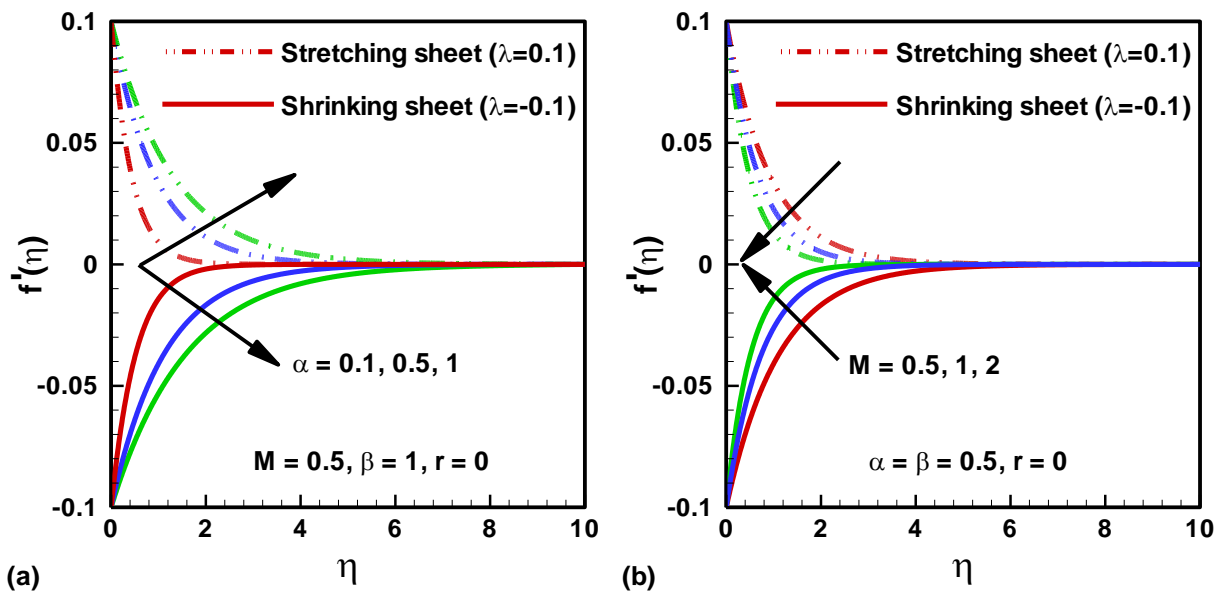 0.1
Stretching sheet (λ=0.1)
Shrinking sheet (λ=-0.1)
0.05
f'(η)
0
α = 0.1, 0.5, 1
-0.05
M = 0.5, β = 1, r = 0
-0.1
0 2 4 6 8 10
(a) η
0.1
Stretching sheet (λ=0.1)
Shrinking sheet (λ=-0.1)
0.05
f'(η)
0
M = 0.5, 1, 2
-0.05
α = β = 0.5, r = 0
-0.1
0 2 4 6 8 10
(b) η